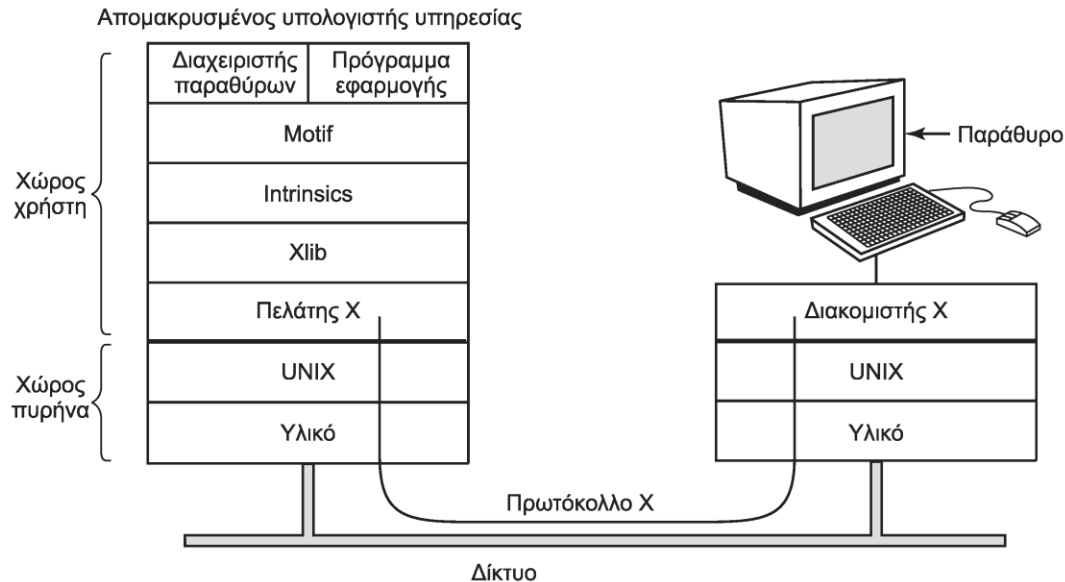 Απομακρυσμένος υπολογιστής υπηρεσίας
Διαχειριστής
παραθύρων
Πρόγραμμα
εφαρμογής
Motif
Intrinsics
Xlib
Πελάτης X
UNIX
Υλικό
Χώρος
χρήστη
Χώρος
πυρήνα
Παράθυρο
Διακομιστής X
UNIX
Υλικό
Πρωτόκολλο X
Δίκτυο